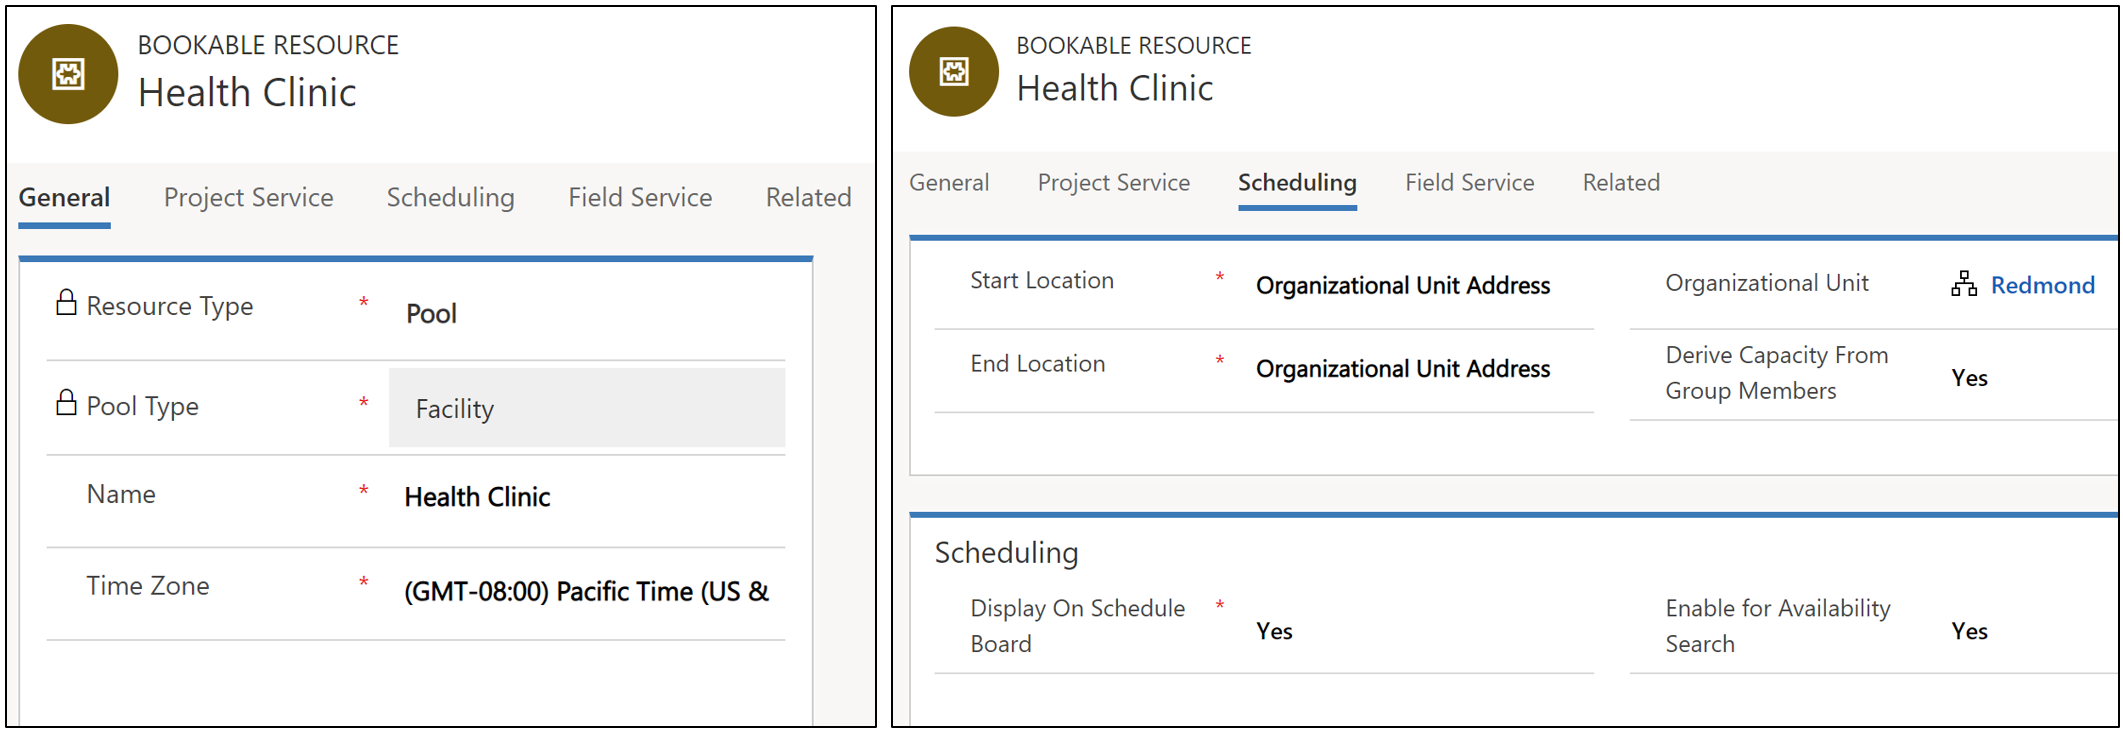 BOOKABLE RESOURCE
Health Clinic
General Project Service Scheduling Field Service Related
Resource Type * Pool
Pool Type * Facility
Name * Health Clinic
Time Zone * (GMT-08:00) Pacific Time (US &
BOOKABLE RESOURCE
Health Clinic
General Project Service Scheduling Field Service Related
Start Location * Organizational Unit Address
End Location * Organizational Unit Address
Organizational Unit Redmond
Derive Capacity From
Group Members Yes
Scheduling
Display On Schedule *
Board Yes
Enable for Availability
Search Yes